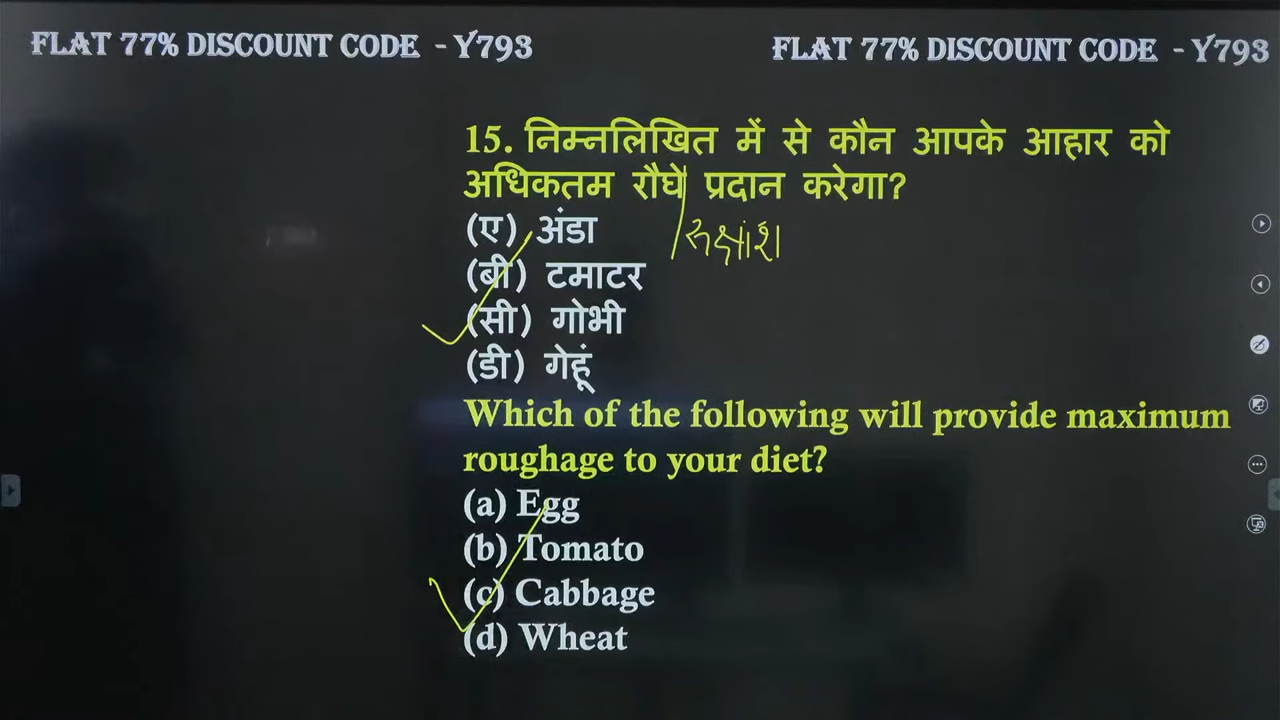 FLAT 77% DISCOUNT CODE - Y793
FLAT 77% DISCOUNT CODE - Y793
15. निम्नलिखित में से कौन आपके आहार को
अधिकतम रौघे प्रदान करेगा?
(ए) अंडा
रुक्षांश
(बी) टमाटर
(सी) गोभी
(डी) गेहूं
Which of the following will provide maximum
roughage to your diet?
(a) Egg
(b) Tomato
(c) Cabbage
(d) Wheat